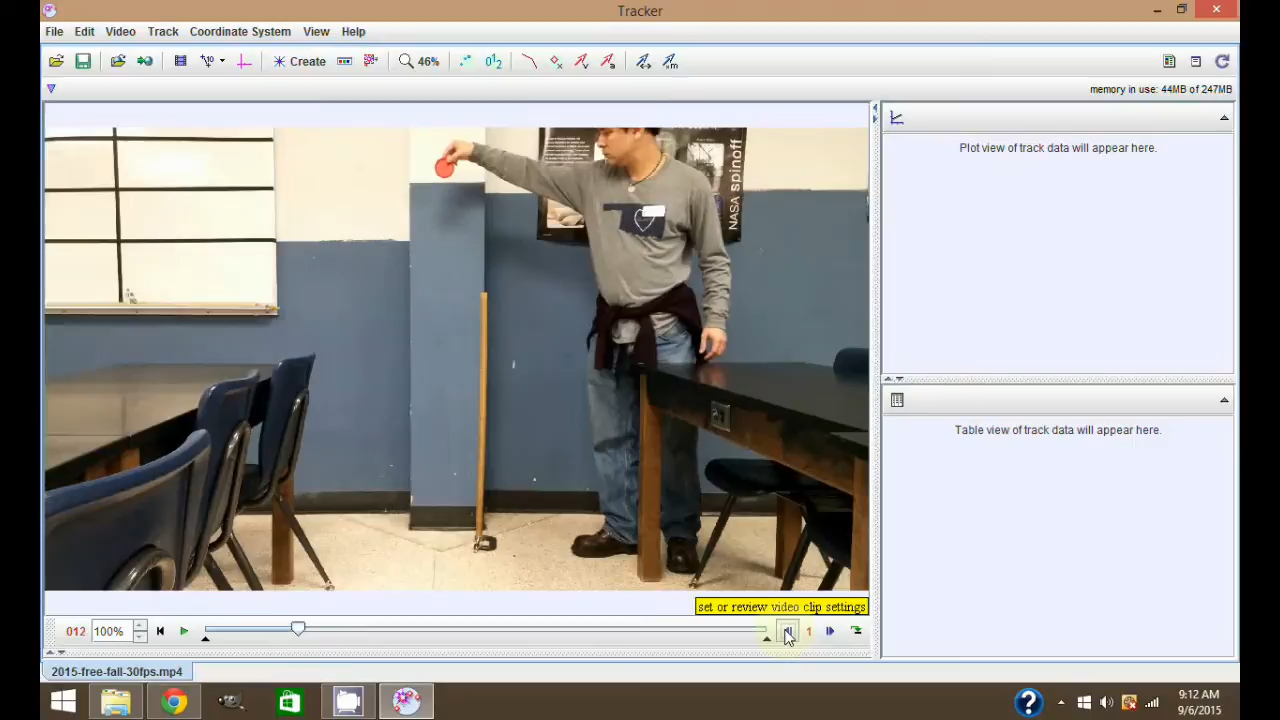 Tracker
File Edit Video Track Coordinate System View Help
Create 46%
memory in use: 44MB of 247MB
Plot view of track data will appear here.
NASA spinoff
Table view of track data will appear here.
set or review video clip settings
012 100% 1
2015-free-fall-30fps.mp4
9:12 AM
9/6/2015